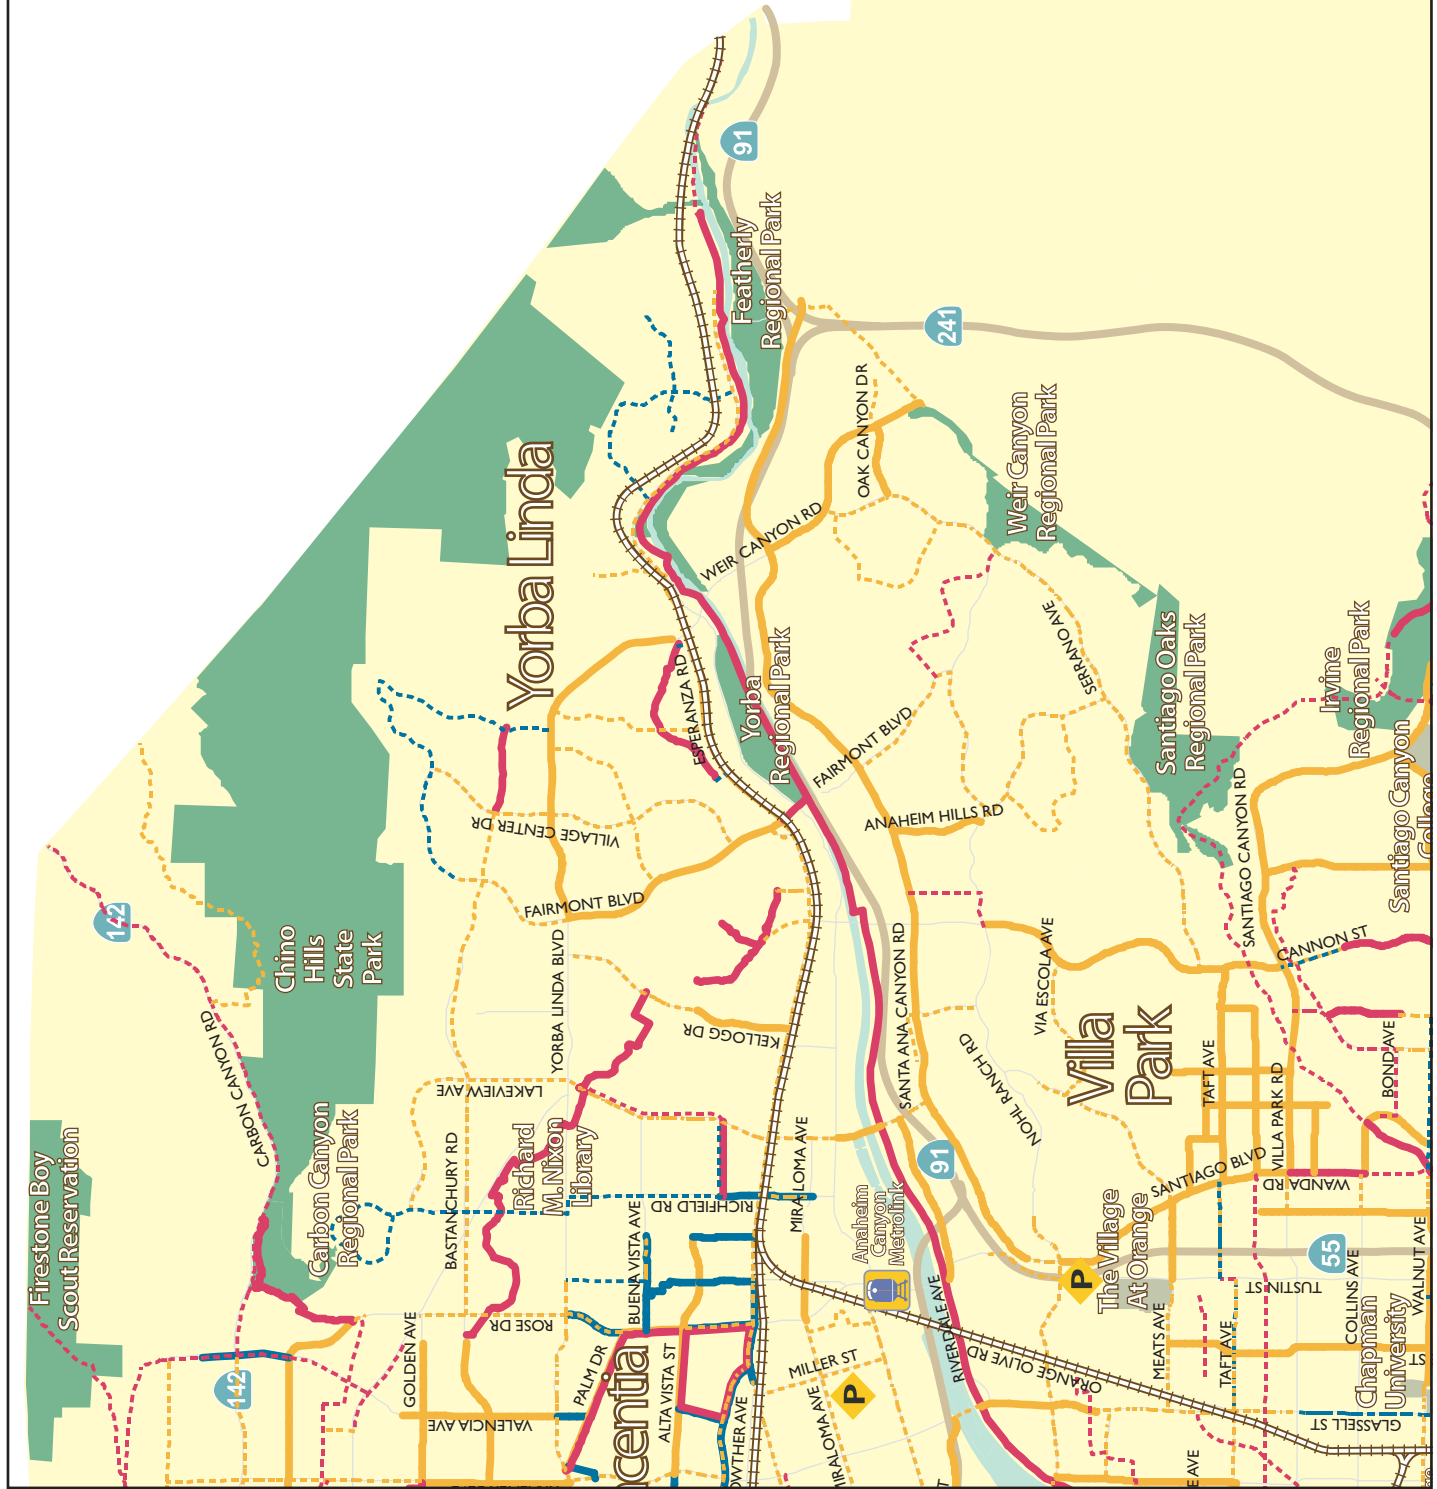 91
Featherly
Regional Park
241
OAK CANYON DR
Weir Canyon
Regional Park
Yorba Linda
WEIR CANYON RD
SERRANO AVE
Santiago Oaks
Regional Park
Irvine
Regional Park
ESPERANZA RD
Yorba
Regional Park
FAIRMONT BLVD
VILLAGE CENTER DR
ANAHEIM HILLS RD
SANTIAGO CANYON RD
Santiago Canyon
College
142
Chino
Hills
State
Park
FAIRMONT BLVD
YORBA LINDA BLVD
SANTA ANA CANYON RD
VIA ESCOLA AVE
CANNON ST
CARBON CANYON RD
KELLOGG DR
LAKEVIEW AVE
NOHL RANCH RD
Villa
Park
TAFT AVE
VILLA PARK RD
BOND AVE
Firestone Boy
Scout Reservation
Carbon Canyon
Regional Park
BASTANCHURY RD
Richard
M. Nixon
Library
RICHFIELD RD
MIRALOMA AVE
91
SANTIAGO BLVD
WANDA RD
BUENA VISTA AVE
Anaheim
Canyon
Metrolink
The Village
At Orange
P
55
TUSTIN ST
COLLINS AVE
WALNUT AVE
ROSE DR
GOLDEN AVE
PALM DR
ALTA VISTA ST
RIVERDALE AVE
ORANGE OLIVE RD
MEATS AVE
TAFT AVE
Chapman
University
142
VALENCIA AVE
MILLER ST
P
MIRALOMA AVE
GLASSELL ST
ST
ncentia
OWTHER AVE
E AVE